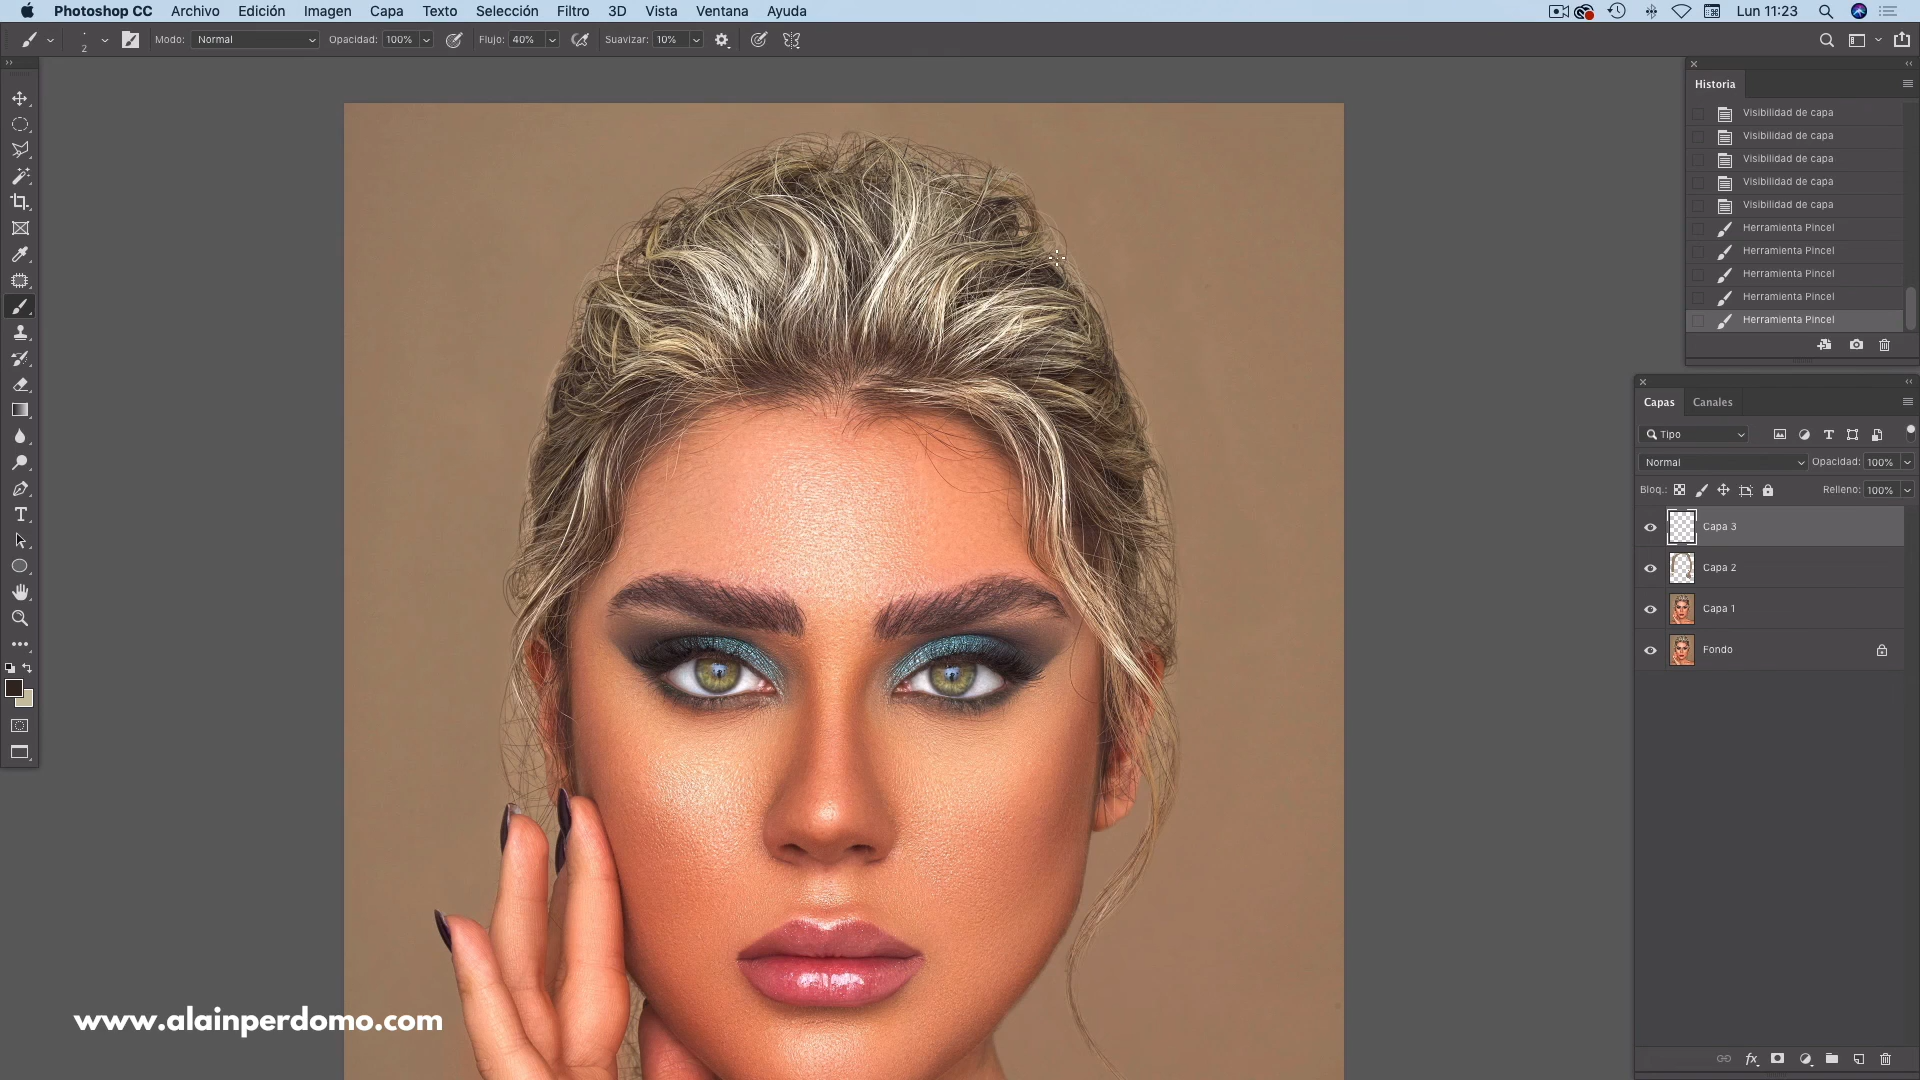 Photoshop CC Archivo Edición Imagen Capa Texto Selección Filtro 3D Vista Ventana Ayuda Lun 11:23
2 Modo: Normal Opacidad: 100% Flujo: 40% Suavizar: 10%
Historia
Visibilidad de capa
Visibilidad de capa
Visibilidad de capa
Visibilidad de capa
Visibilidad de capa
Herramienta Pincel
Herramienta Pincel
Herramienta Pincel
Herramienta Pincel
Herramienta Pincel
Capas Canales
Tipo
Normal Opacidad: 100%
Bloq.: Relleno: 100%
Capa 3
Capa 2
Capa 1
Fondo
www.alainperdomo.com